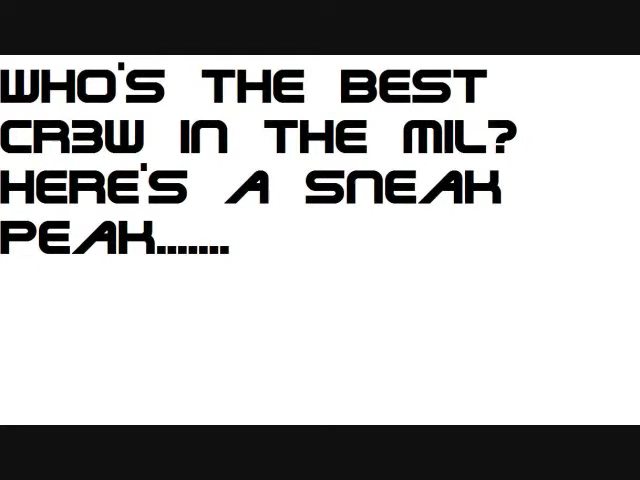 WHO'S THE BEST
CR3W IN THE MIL?
HERE'S A SNEAK
PEAK.......